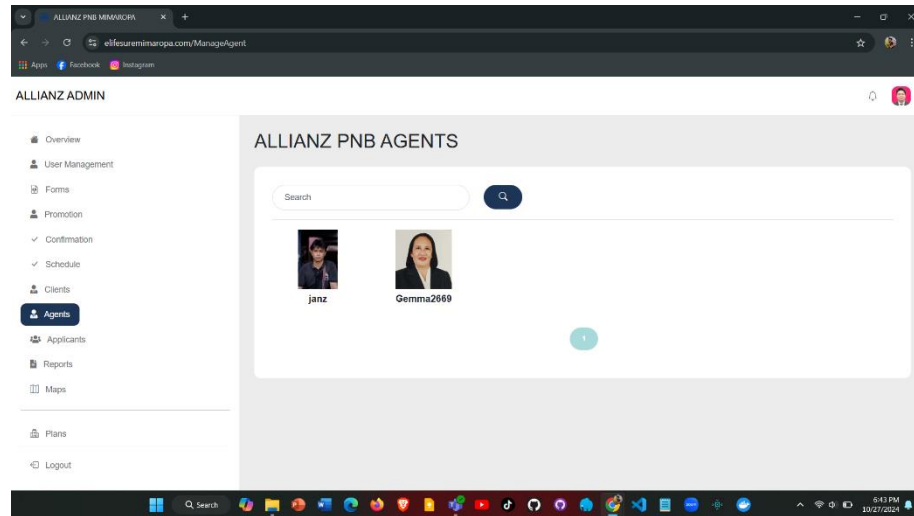 ALLIANZ PNB MIMAROPA
elifesuremimaropa.com/ManageAgent
Apps Facebook Instagram
ALLIANZ ADMIN
Overview
User Management
Forms
Promotion
Confirmation
Schedule
Clients
Agents
Applicants
Reports
Maps
Plans
Logout
ALLIANZ PNB AGENTS
Search
janz Gemma2669
1
Search
6:43 PM
10/27/2024